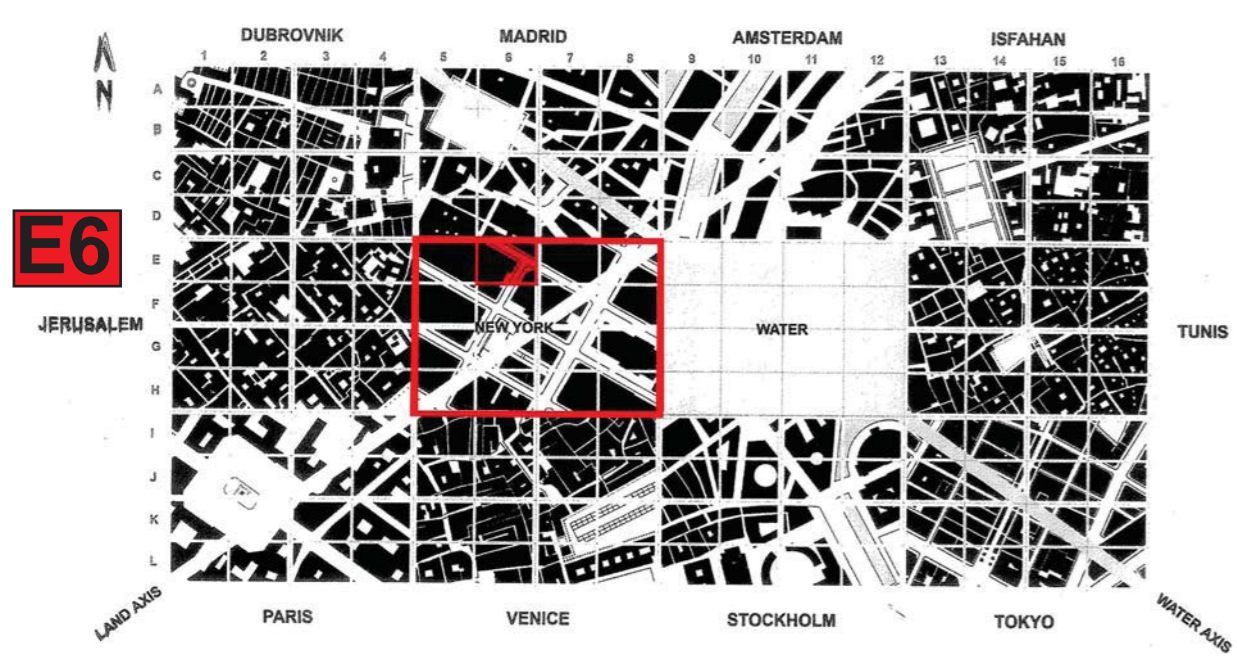 DUBROVNIK MADRID AMSTERDAM ISFAHAN
1 2 3 4 5 6 7 8 9 10 11 12 13 14 15 16
N
A
B
C
D
E6
E
F
JERUSALEM NEW YORK WATER TUNIS
G
H
I
J
K
L
LAND AXIS
PARIS VENICE STOCKHOLM TOKYO
WATER AXIS